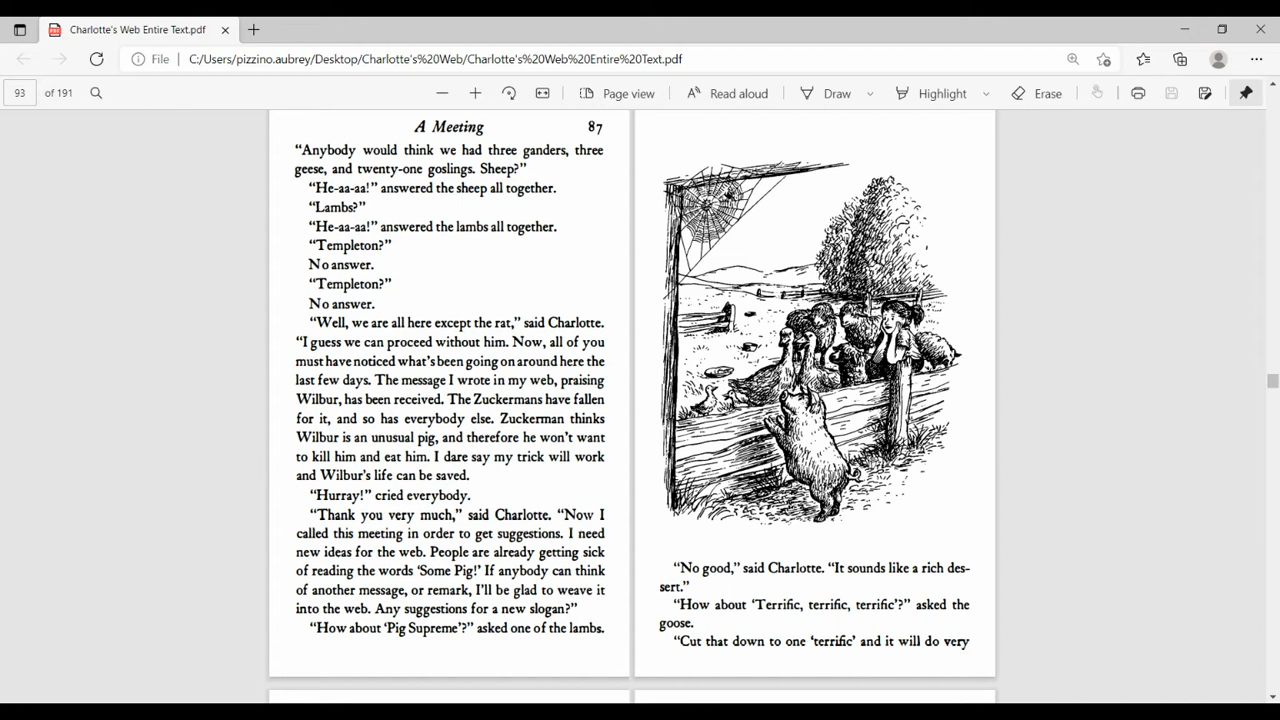 Charlotte's Web Entire Text.pdf
File
C:/Users/pizzino.aubrey/Desktop/Charlotte's%20Web/Charlotte's%20Web%20Entire%20Text.pdf
93 of 191
Page view
Read aloud
Draw
Highlight
Erase
A Meeting 87
“Anybody would think we had three ganders, three
geese, and twenty-one goslings. Sheep?”
“He-aa-aa!” answered the sheep all together.
“Lambs?”
“He-aa-aa!” answered the lambs all together.
“Templeton?”
No answer.
“Templeton?”
No answer.
“Well, we are all here except the rat,” said Charlotte.
“I guess we can proceed without him. Now, all of you
must have noticed what’s been going on around here the
last few days. The message I wrote in my web, praising
Wilbur, has been received. The Zuckermans have fallen
for it, and so has everybody else. Zuckerman thinks
Wilbur is an unusual pig, and therefore he won’t want
to kill him and eat him. I dare say my trick will work
and Wilbur’s life can be saved.
“Hurray!” cried everybody.
“Thank you very much,” said Charlotte. “Now I
called this meeting in order to get suggestions. I need
new ideas for the web. People are already getting sick
of reading the words ‘Some Pig!’ If anybody can think
of another message, or remark, I’ll be glad to weave it
into the web. Any suggestions for a new slogan?”
“How about ‘Pig Supreme’?” asked one of the lambs.
“No good,” said Charlotte. “It sounds like a rich des-
sert.”
“How about ‘Terrific, terrific, terrific’?” asked the
goose.
“Cut that down to one ‘terrific’ and it will do very